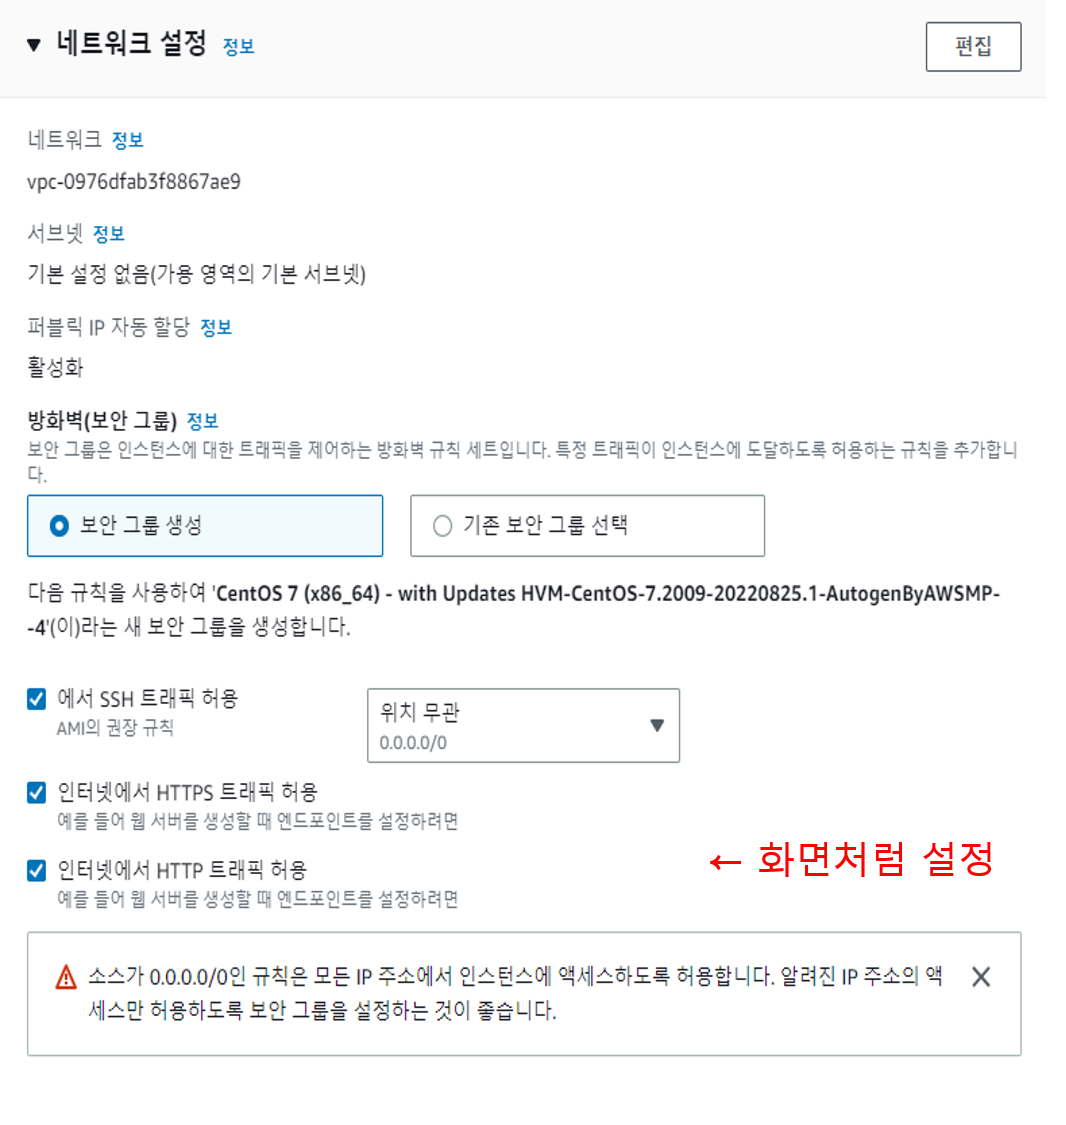 ▼ 네트워크 설정 정보
편집
네트워크 정보
vpc-0976dfab3f8867ae9
서브넷 정보
기본 설정 없음(가용 영역의 기본 서브넷)
퍼블릭 IP 자동 할당 정보
활성화
방화벽(보안 그룹) 정보
보안 그룹은 인스턴스에 대한 트래픽을 제어하는 방화벽 규칙 세트입니다. 특정 트래픽이 인스턴스에 도달하도록 허용하는 규칙을 추가합니
다.
보안 그룹 생성
기존 보안 그룹 선택
다음 규칙을 사용하여 'CentOS 7 (x86_64) - with Updates HVM-CentOS-7.2009-20220825.1-AutogenByAWSMP-
-4'(이)라는 새 보안 그룹을 생성합니다.
에서 SSH 트래픽 허용
AMI의 권장 규칙
위치 무관
0.0.0.0/0
인터넷에서 HTTPS 트래픽 허용
예를 들어 웹 서버를 생성할 때 엔드포인트를 설정하려면
인터넷에서 HTTP 트래픽 허용
예를 들어 웹 서버를 생성할 때 엔드포인트를 설정하려면
← 화면처럼 설정
소스가 0.0.0.0/0인 규칙은 모든 IP 주소에서 인스턴스에 액세스하도록 허용합니다. 알려진 IP 주소의 액
세스만 허용하도록 보안 그룹을 설정하는 것이 좋습니다.